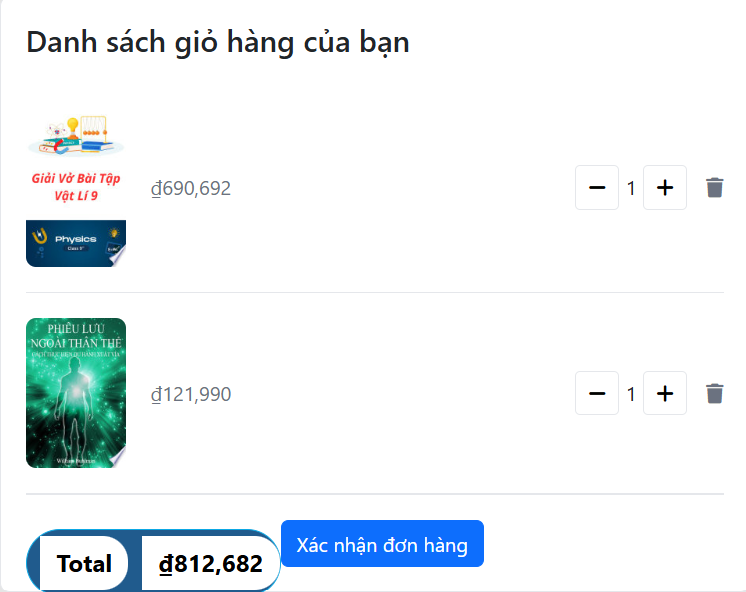 Danh sách giỏ hàng của bạn
Giải Vở Bài Tập
Vật Lí 9
Physics
₫690,692
1
PHIÊU LƯU
NGOÀI THÂN THỂ
₫121,990
1
Total
₫812,682
Xác nhận đơn hàng